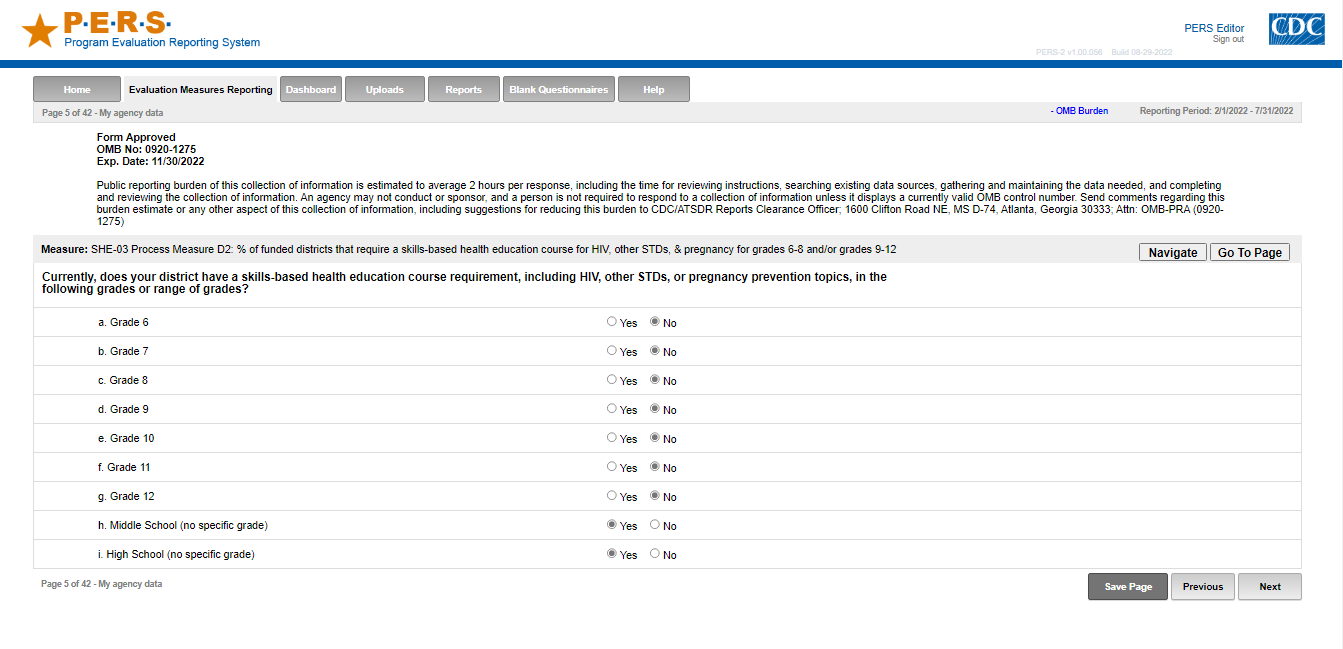 P·E·R·S·
Program Evaluation Reporting System
PERS Editor
Sign out
CDC
PERS-2 v1.00.056 Build 08-29-2022
Home
Evaluation Measures Reporting
Dashboard
Uploads
Reports
Blank Questionnaires
Help
Page 5 of 42 - My agency data
- OMB Burden
Reporting Period: 2/1/2022 - 7/31/2022
Form Approved
OMB No: 0920-1275
Exp. Date: 11/30/2022
Public reporting burden of this collection of information is estimated to average 2 hours per response, including the time for reviewing instructions, searching existing data sources, gathering and maintaining the data needed, and completing
and reviewing the collection of information. An agency may not conduct or sponsor, and a person is not required to respond to a collection of information unless it displays a currently valid OMB control number. Send comments regarding this
burden estimate or any other aspect of this collection of information, including suggestions for reducing this burden to CDC/ATSDR Reports Clearance Officer; 1600 Clifton Road NE, MS D-74, Atlanta, Georgia 30333; Attn: OMB-PRA (0920-
1275)
Measure: SHE-03 Process Measure D2: % of funded districts that require a skills-based health education course for HIV, other STDs, & pregnancy for grades 6-8 and/or grades 9-12
Navigate
Go To Page
Currently, does your district have a skills-based health education course requirement, including HIV, other STDs, or pregnancy prevention topics, in the
following grades or range of grades?
a. Grade 6 Yes No
b. Grade 7 Yes No
c. Grade 8 Yes No
d. Grade 9 Yes No
e. Grade 10 Yes No
f. Grade 11 Yes No
g. Grade 12 Yes No
h. Middle School (no specific grade) Yes No
i. High School (no specific grade) Yes No
Page 5 of 42 - My agency data
Save Page
Previous
Next